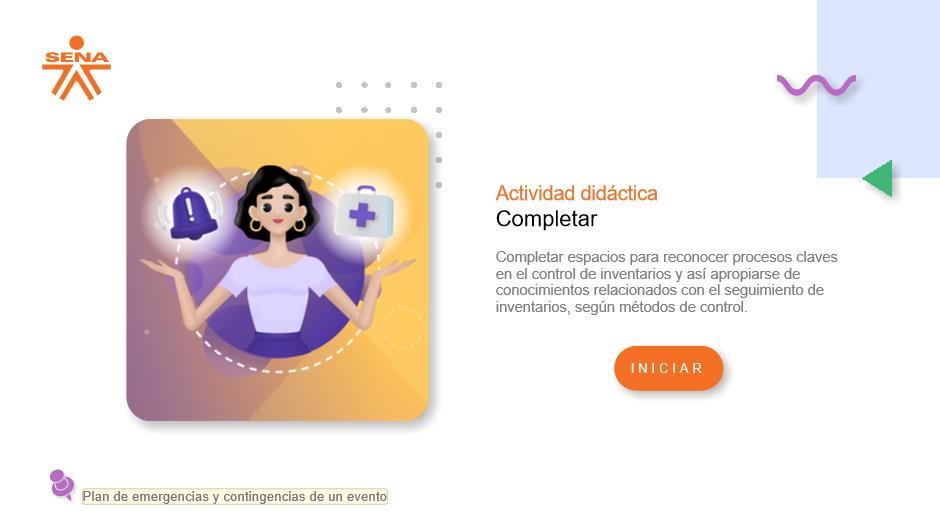 SENA
Actividad didáctica
Completar
Completar espacios para reconocer procesos claves
en el control de inventarios y así apropiarse de
conocimientos relacionados con el seguimiento de
inventarios, según métodos de control.
INICIAR
Plan de emergencias y contingencias de un evento